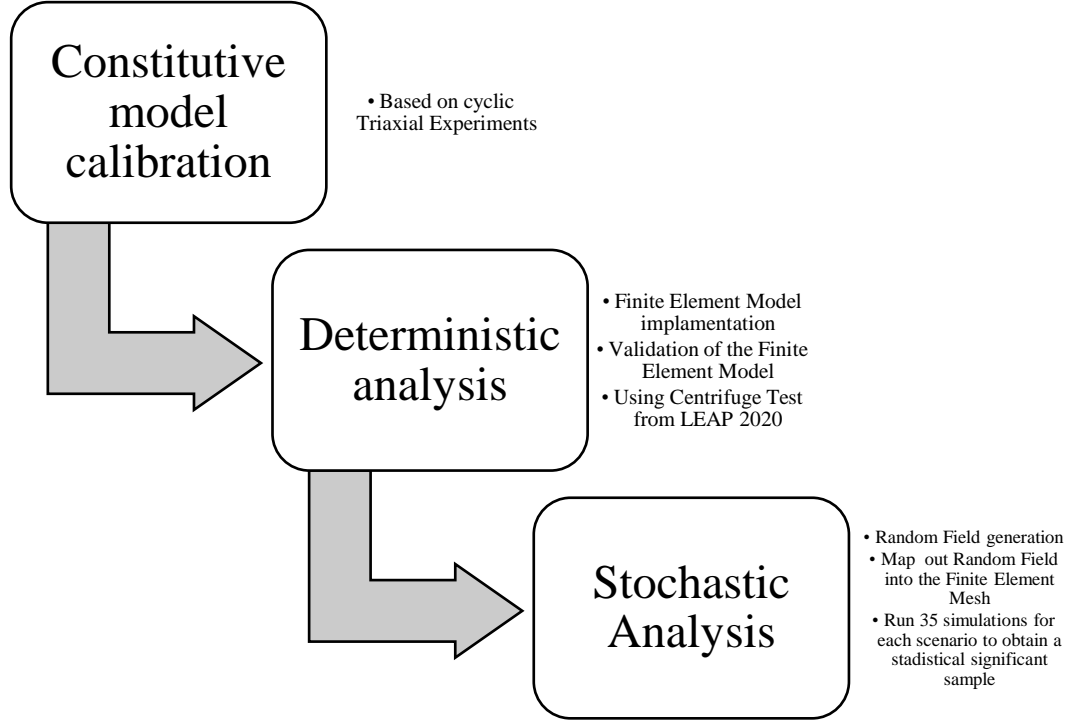 Constitutive
model
calibration
• Based on cyclic
Triaxial Experiments
Deterministic
analysis
• Finite Element Model
implamentation
• Validation of the Finite
Element Model
• Using Centrifuge Test
from LEAP 2020
Stochastic
Analysis
• Random Field generation
• Map out Random Field
into the Finite Element
Mesh
• Run 35 simulations for
each scenario to obtain a
stadistical significant
sample